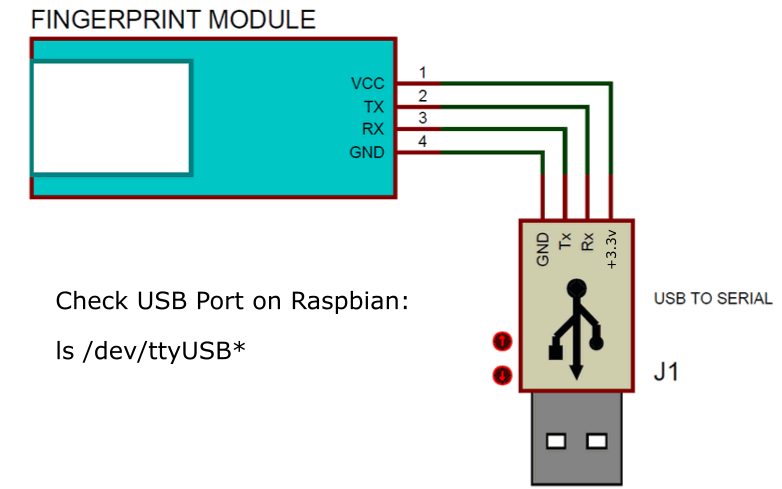 FINGERPRINT MODULE
VCC
1
TX
2
RX
3
GND
4
GND
Tx
Rx
+3.3v
Check USB Port on Raspbian:
USB TO SERIAL
ls /dev/ttyUSB*
J1